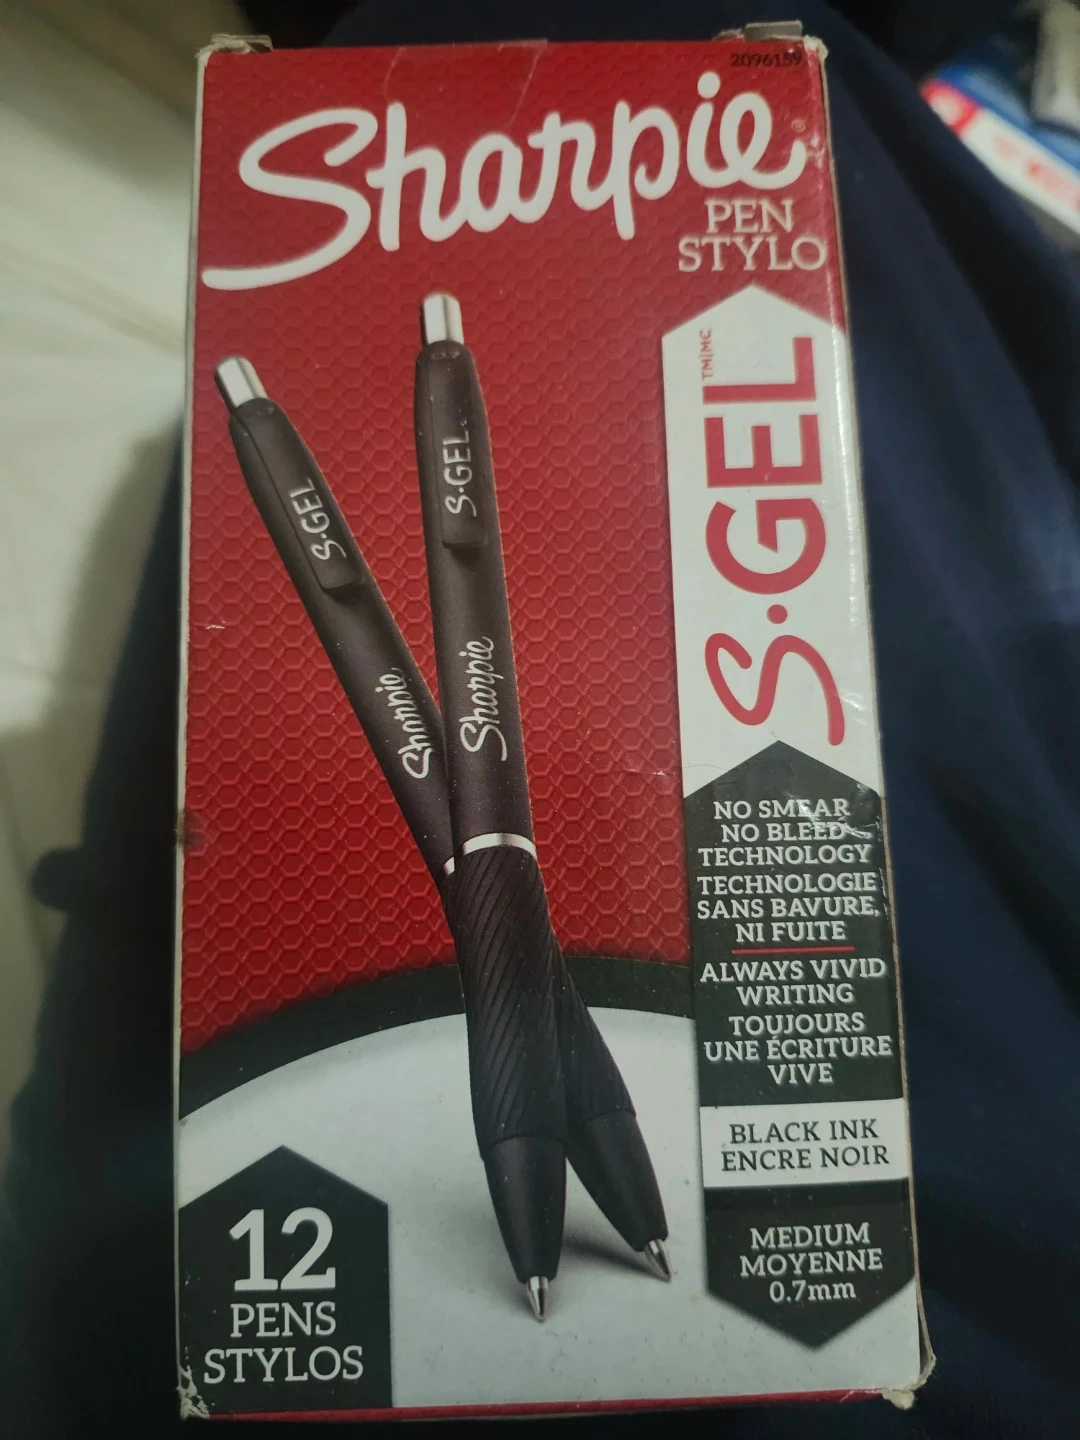 2096159
Sharpie®
PEN
STYLO
S·GEL TM|MC
S·GEL
S·GEL
Sharpie
Sharpie
NO SMEAR
NO BLEED
TECHNOLOGY
TECHNOLOGIE
SANS BAVURE,
NI FUITE
ALWAYS VIVID
WRITING
TOUJOURS
UNE ÉCRITURE
VIVE
BLACK INK
ENCRE NOIR
MEDIUM
MOYENNE
0.7mm
12
PENS
STYLOS